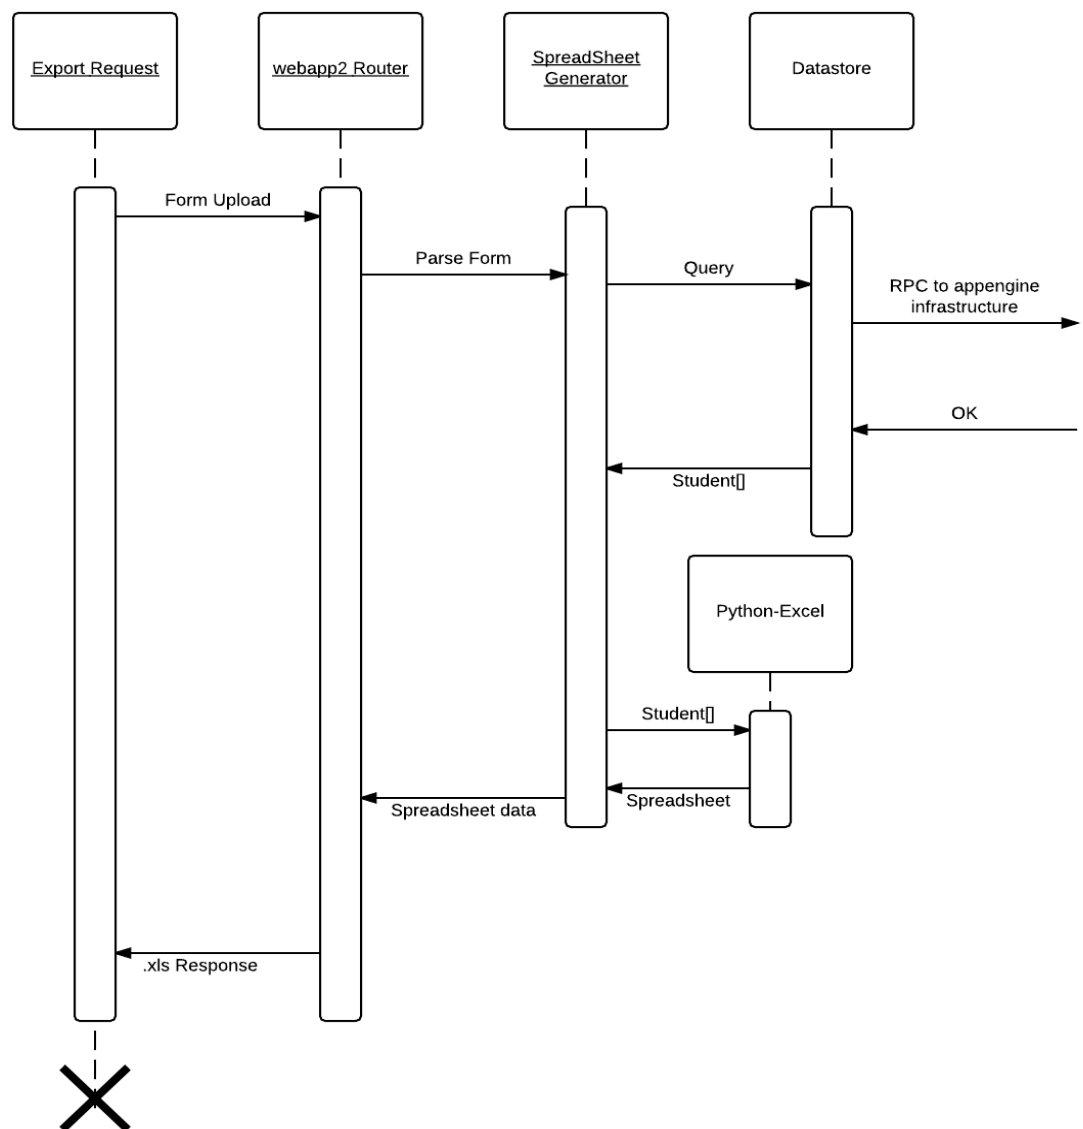 Export Request
webapp2 Router
SpreadSheet
Generator
Datastore
Form Upload
Parse Form
Query
RPC to appengine
infrastructure
OK
Student[]
Python-Excel
Student[]
Spreadsheet
Spreadsheet data
.xls Response